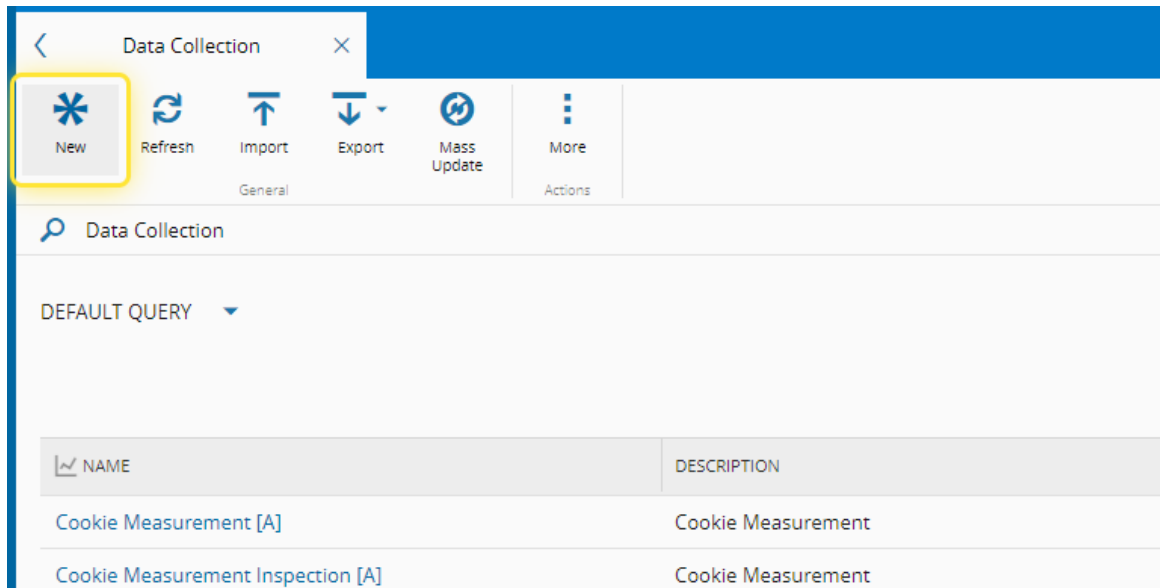 Data Collection
New
Refresh
Import
Export
Mass
Update
More
General
Actions
Data Collection
DEFAULT QUERY
NAME
DESCRIPTION
Cookie Measurement [A]
Cookie Measurement
Cookie Measurement Inspection [A]
Cookie Measurement